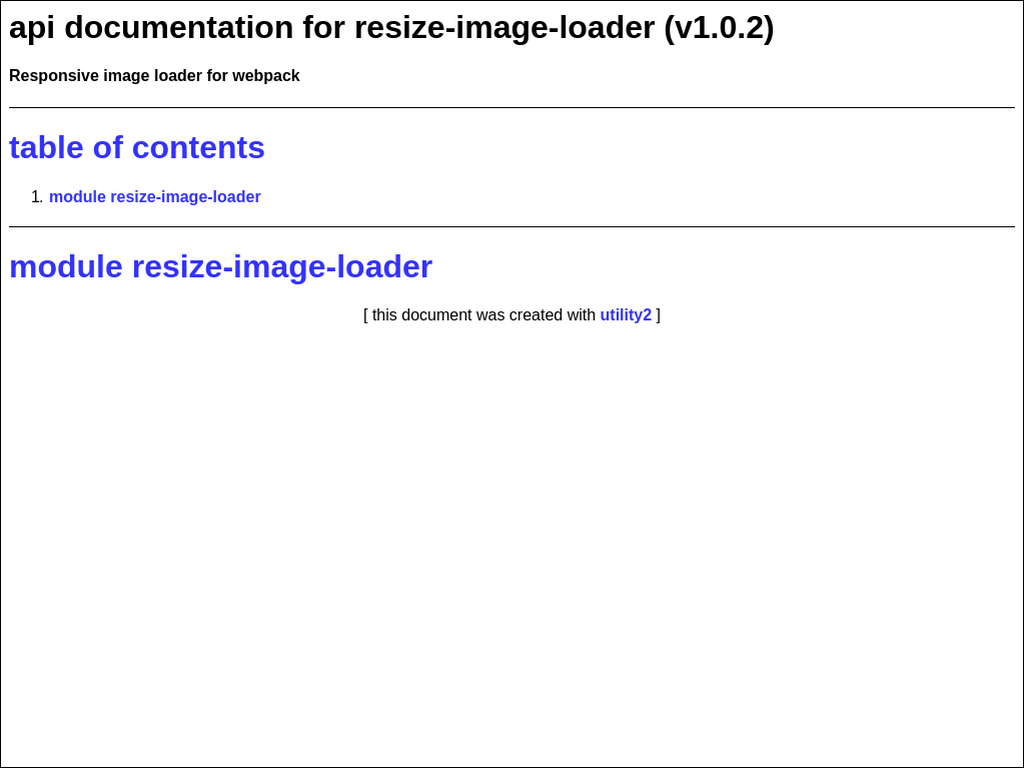 api documentation for resize-image-loader (v1.0.2)
Responsive image loader for webpack
table of contents
1. module resize-image-loader
module resize-image-loader
[ this document was created with utility2 ]